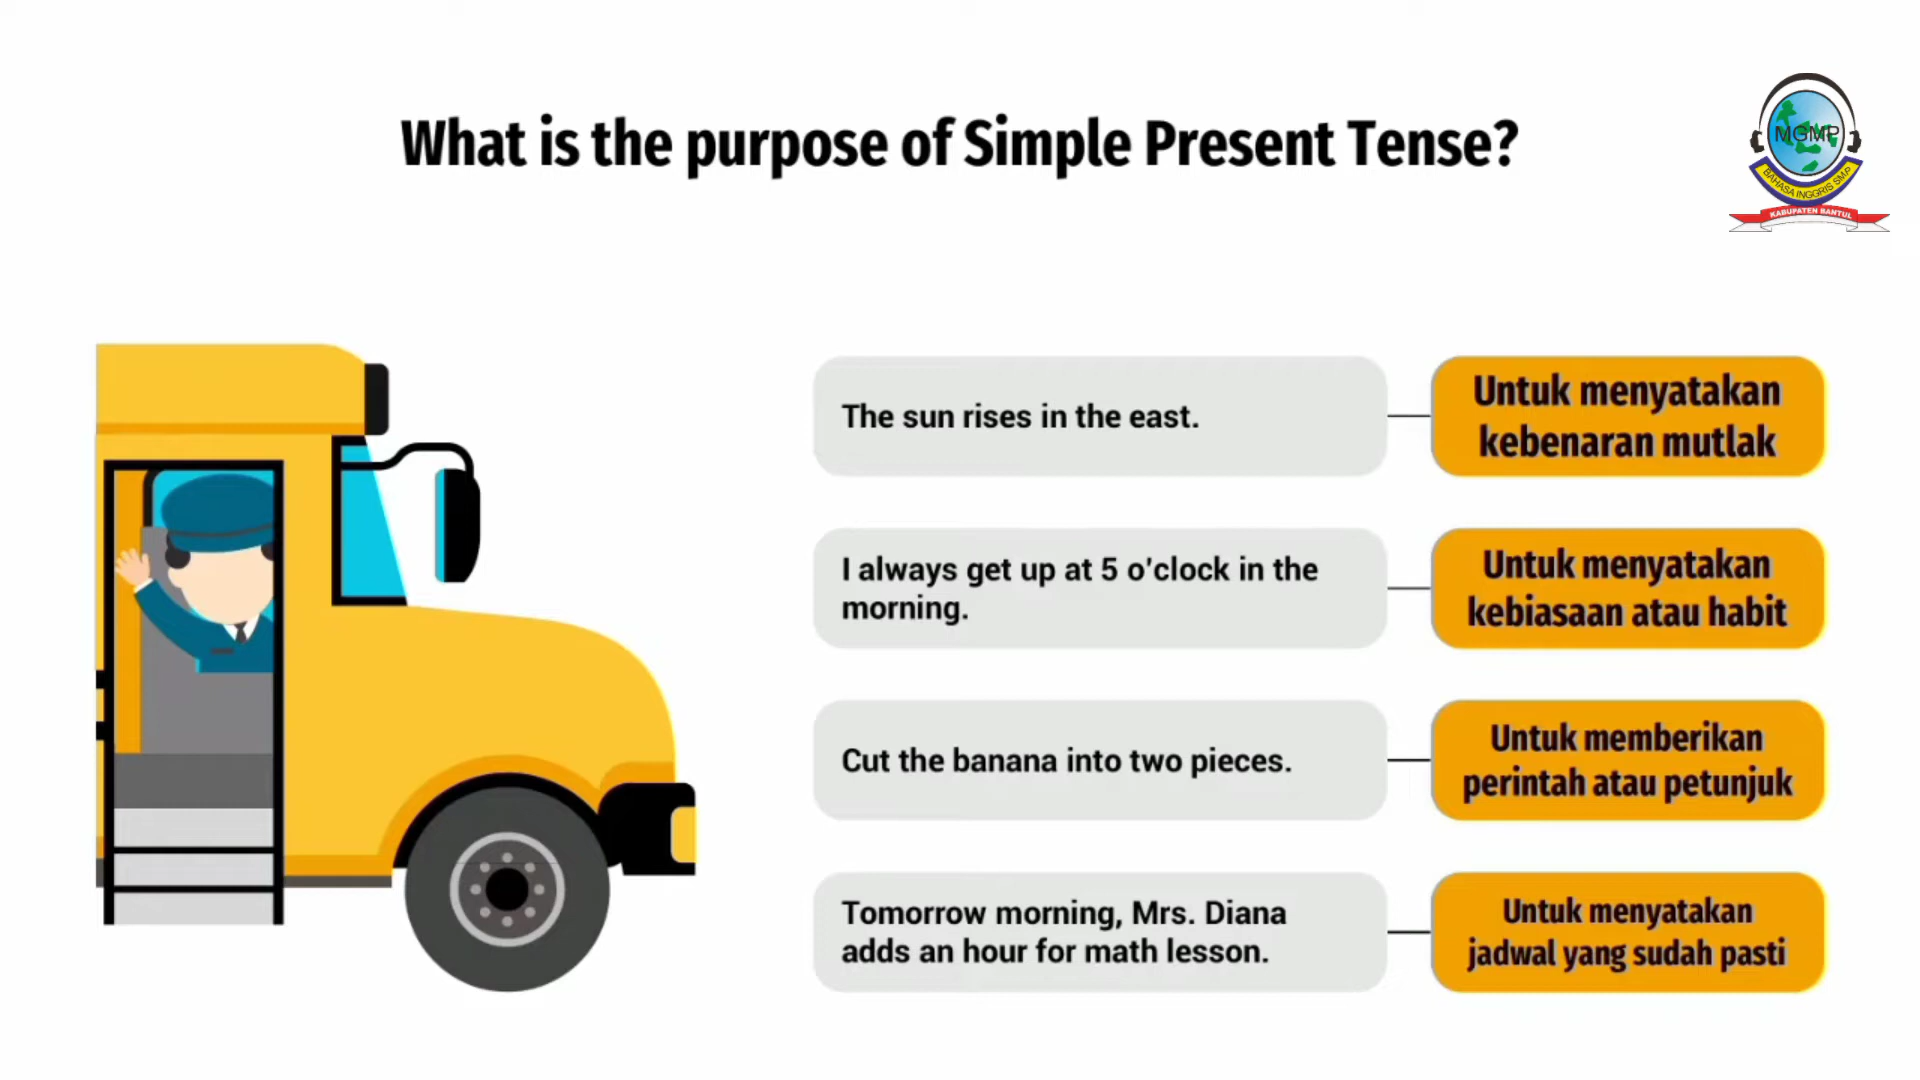 What is the purpose of Simple Present Tense?
MGMP
BAHASA INGGRIS SMP
KABUPATEN BANTUL
The sun rises in the east.
Untuk menyatakan
kebenaran mutlak
I always get up at 5 o'clock in the
morning.
Untuk menyatakan
kebiasaan atau habit
Cut the banana into two pieces.
Untuk memberikan
perintah atau petunjuk
Tomorrow morning, Mrs. Diana
adds an hour for math lesson.
Untuk menyatakan
jadwal yang sudah pasti